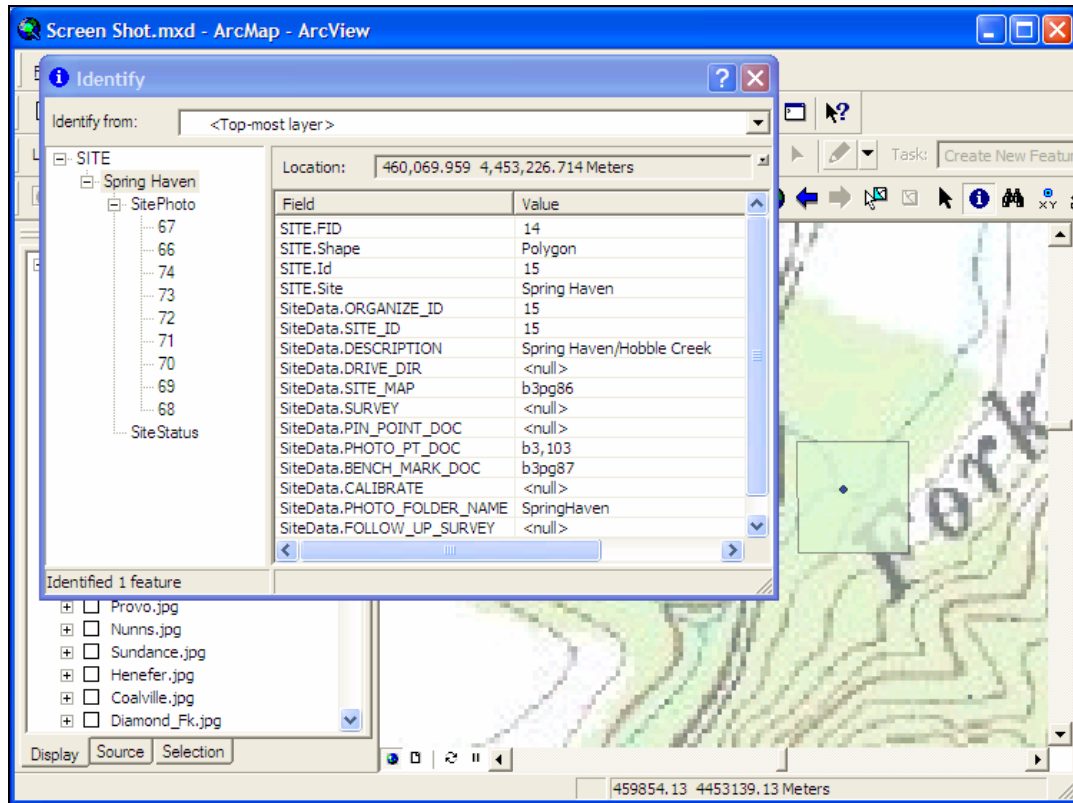 Screen Shot.mxd - ArcMap - ArcView
Identify
Identify from: <Top-most layer>
Task: Create New Featur
SITE
Spring Haven
SitePhoto
67
66
74
73
72
71
70
69
68
SiteStatus
Location: 460,069.959 4,453,226.714 Meters
Field Value
SITE.FID 14
SITE.Shape Polygon
SITE.Id 15
SITE.Site Spring Haven
SiteData.ORGANIZE_ID 15
SiteData.SITE_ID 15
SiteData.DESCRIPTION Spring Haven/Hobble Creek
SiteData.DRIVE_DIR <null>
SiteData.SITE_MAP b3pg86
SiteData.SURVEY <null>
SiteData.PIN_POINT_DOC <null>
SiteData.PHOTO_PT_DOC b3,103
SiteData.BENCH_MARK_DOC b3pg87
SiteData.CALIBRATE <null>
SiteData.PHOTO_FOLDER_NAME SpringHaven
SiteData.FOLLOW_UP_SURVEY <null>
Identified 1 feature
XY
Fork
Provo.jpg
Nunns.jpg
Sundance.jpg
Henefer.jpg
Coalville.jpg
Diamond_Fk.jpg
Display Source Selection
459854.13 4453139.13 Meters